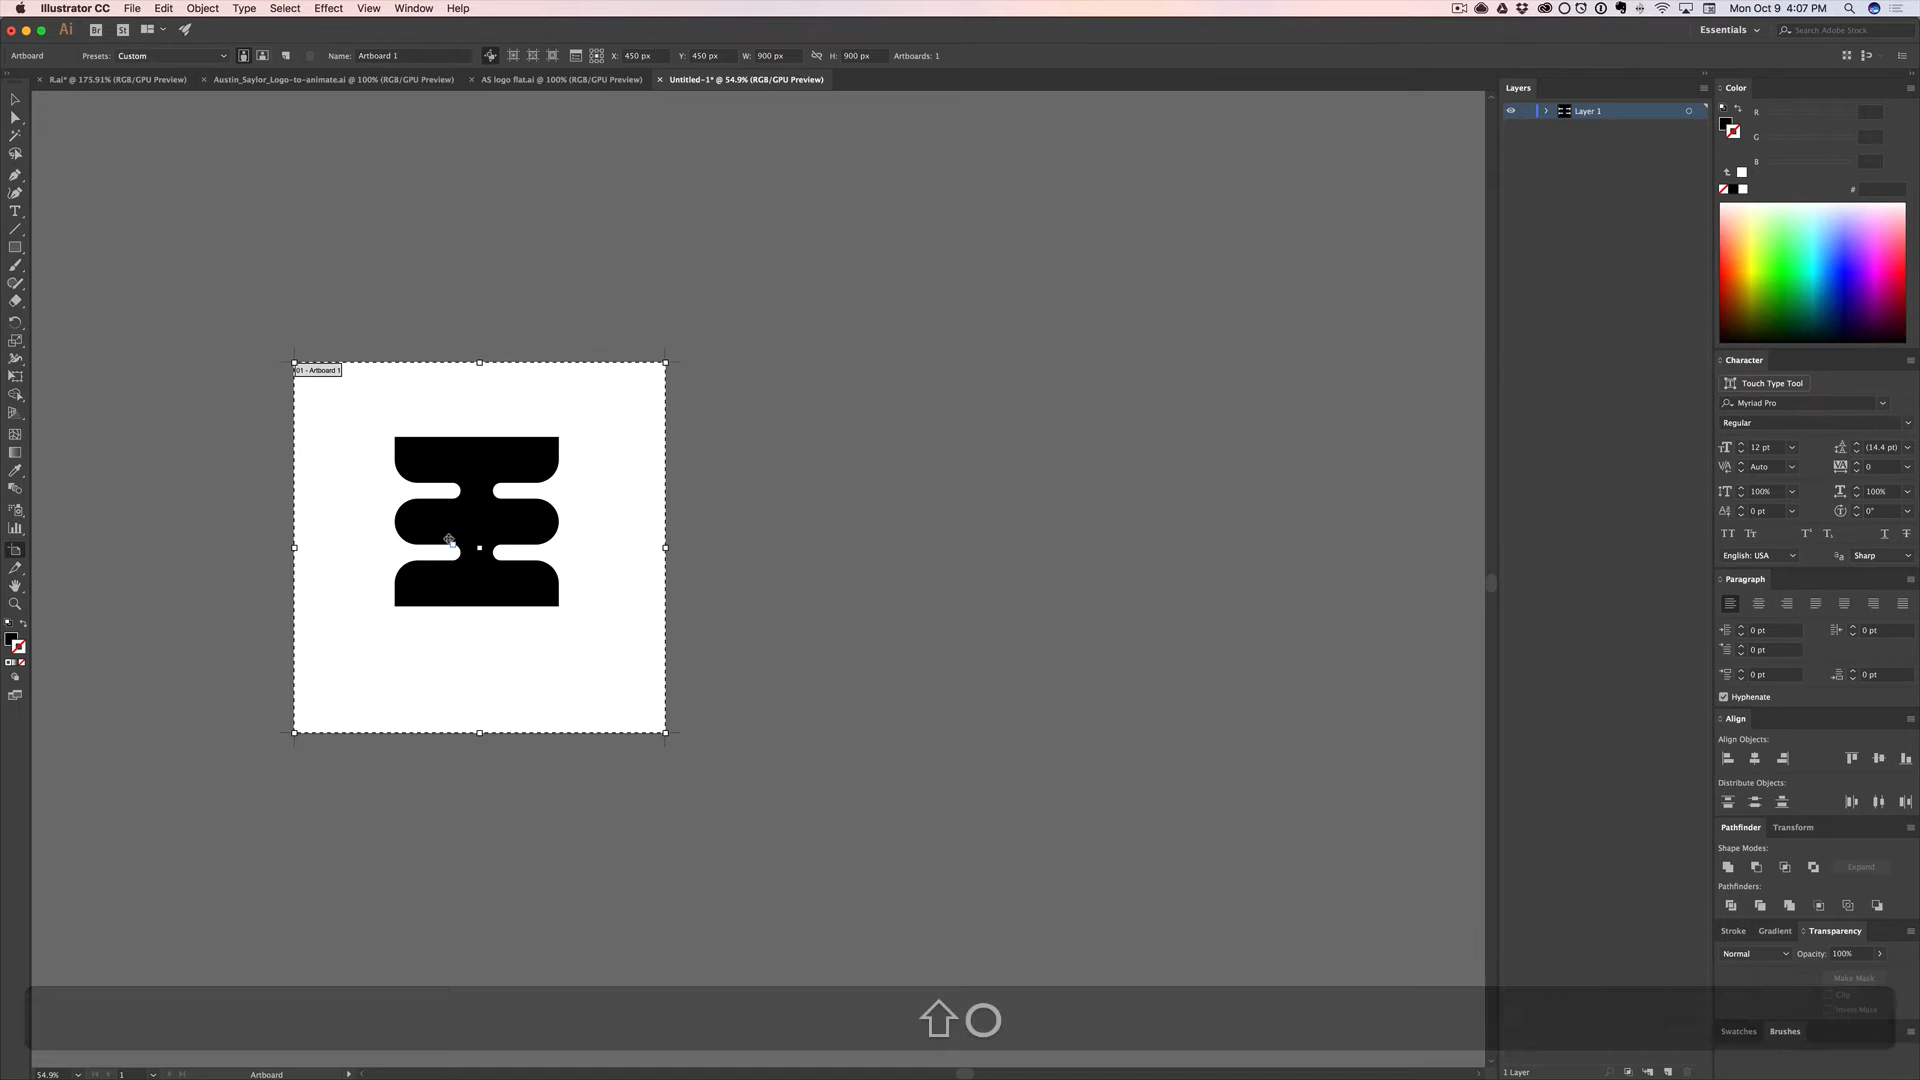 Illustrator CC File Edit Object Type Select Effect View Window Help
Mon Oct 9 4:07 PM
Ai Br St
Essentials
Search Adobe Stock
Artboard Presets: Custom Name: Artboard 1 X: 450 px Y: 450 px W: 900 px H: 900 px Artboards: 1
R.ai* @ 175.91% (RGB/GPU Preview)
Austin_Saylor_Logo-to-animate.ai @ 100% (RGB/GPU Preview)
AS logo flat.ai @ 100% (RGB/GPU Preview)
Untitled-1* @ 54.9% (RGB/GPU Preview)
Layers
Layer 1
Color
R
G
B
#
01 - Artboard 1
Character
Touch Type Tool
Myriad Pro
Regular
12 pt (14.4 pt)
Auto 0
100% 100%
0 pt 0°
English: USA Sharp
Paragraph
0 pt 0 pt
0 pt
0 pt 0 pt
Hyphenate
Align
Align Objects:
Distribute Objects:
Pathfinder Transform
Shape Modes:
Expand
Pathfinders:
Stroke Gradient Transparency
Normal Opacity: 100%
Make Mask
Clip
Invert Mask
Swatches Brushes
54.9% 1 Artboard
1 Layer